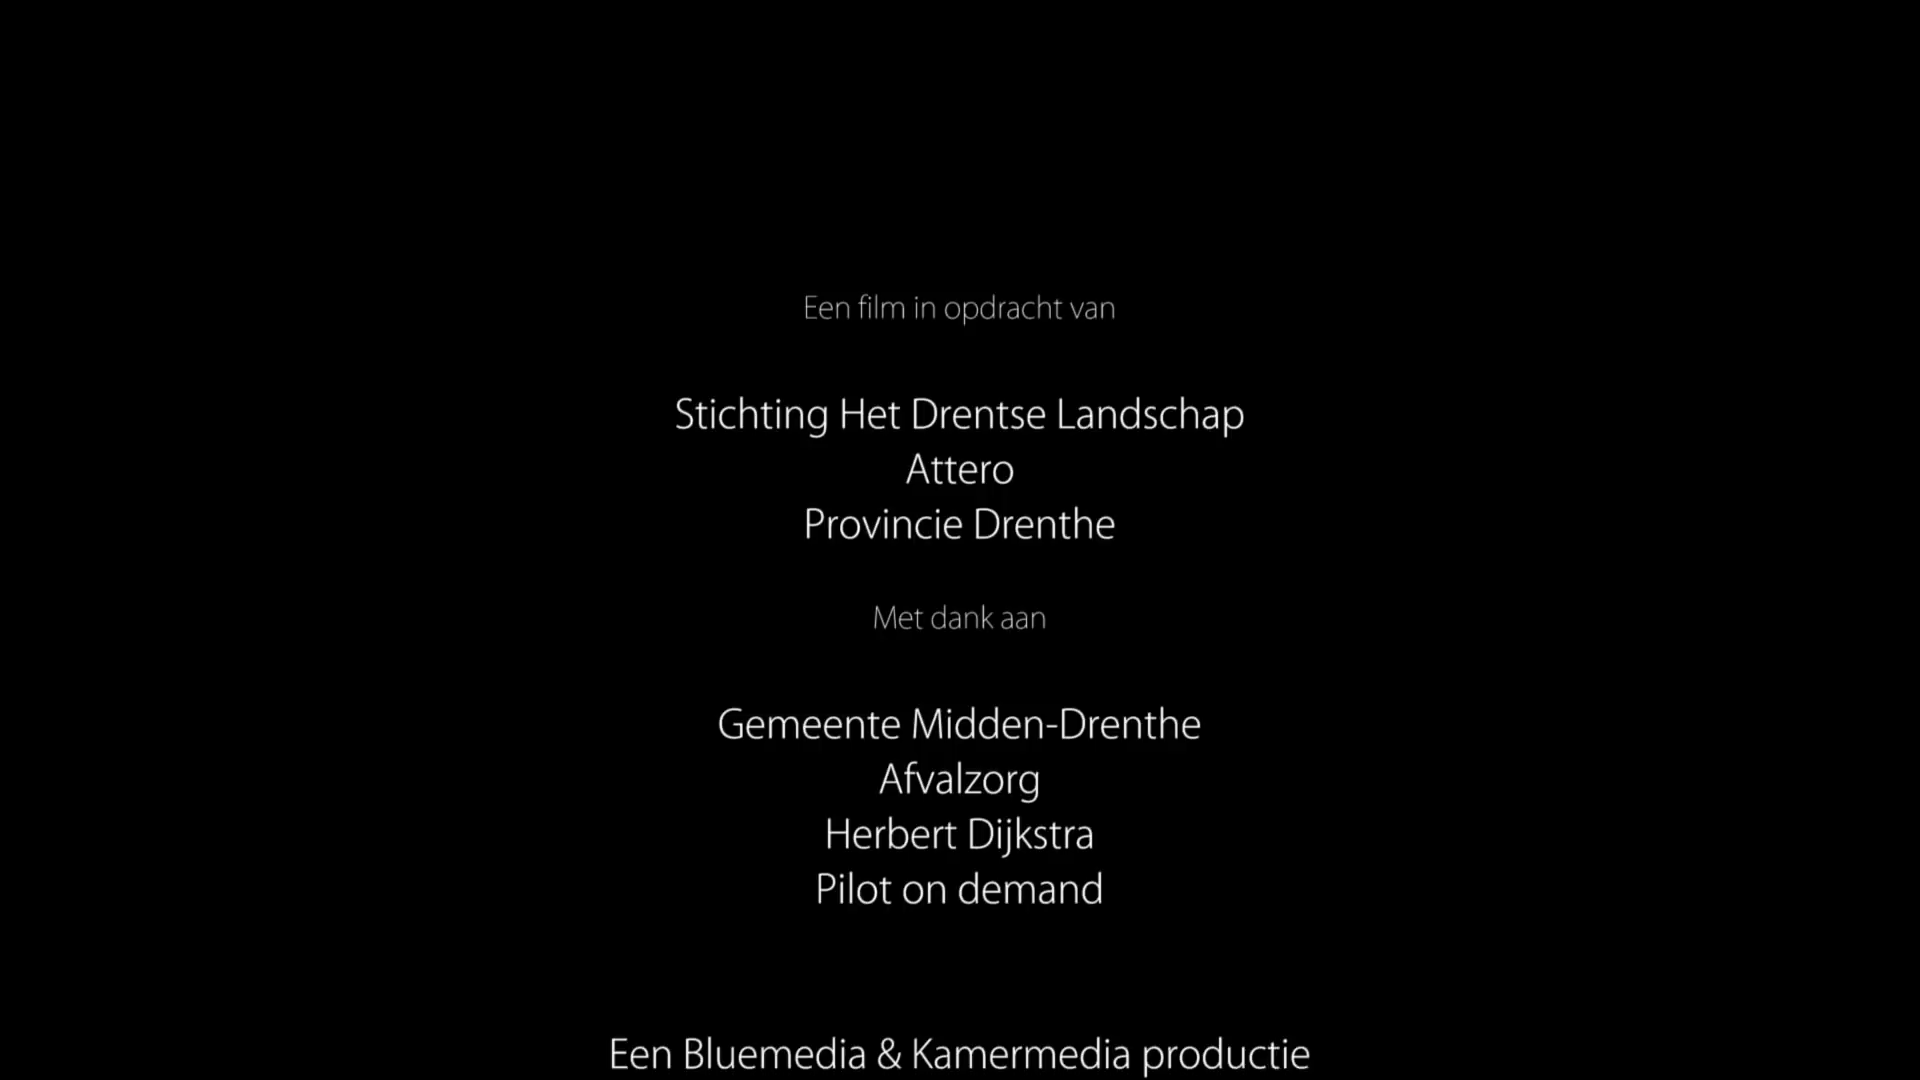 Een film in opdracht van
Stichting Het Drentse Landschap
Attero
Provincie Drenthe
Met dank aan
Gemeente Midden-Drenthe
Afvalzorg
Herbert Dijkstra
Pilot on demand
Een Bluemedia & Kamermedia productie